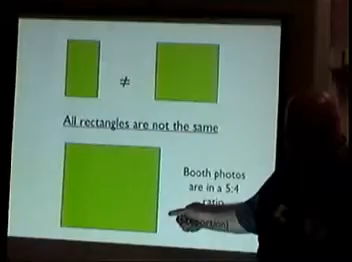 ≠
All rectangles are not the same
Booth photos
are in a 5:4
ratio